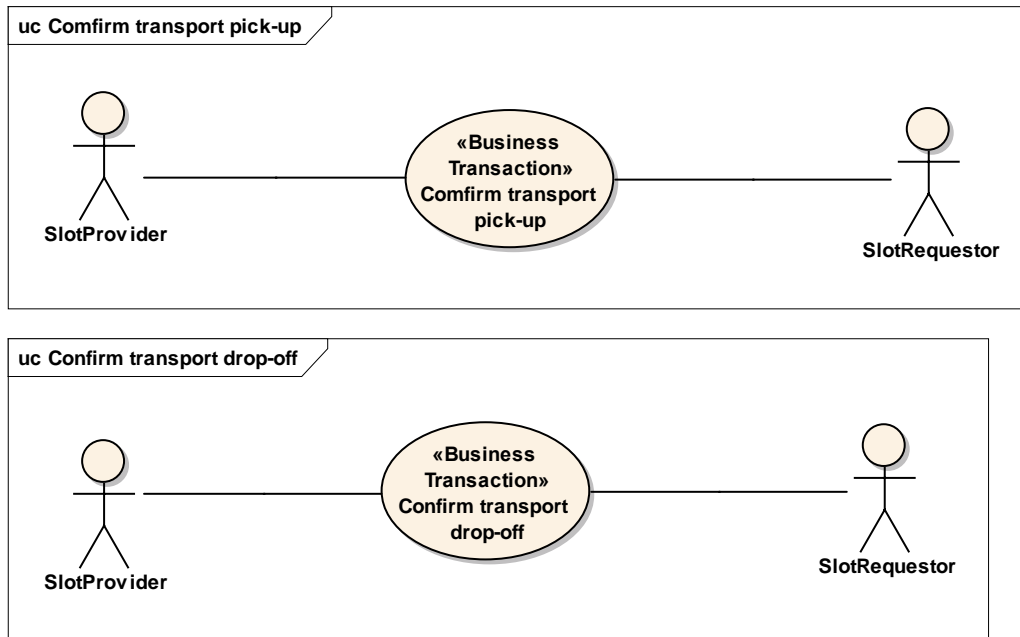 uc Comfirm transport pick-up
«Business
Transaction»
Comfirm transport
pick-up
SlotProvider
SlotRequestor
uc Confirm transport drop-off
«Business
Transaction»
Confirm transport
drop-off
SlotProvider
SlotRequestor